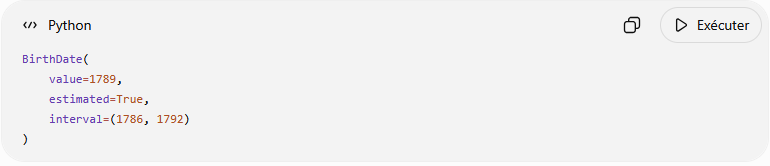 Python
Exécuter
BirthDate(
    value=1789,
    estimated=True,
    interval=(1786, 1792)
)